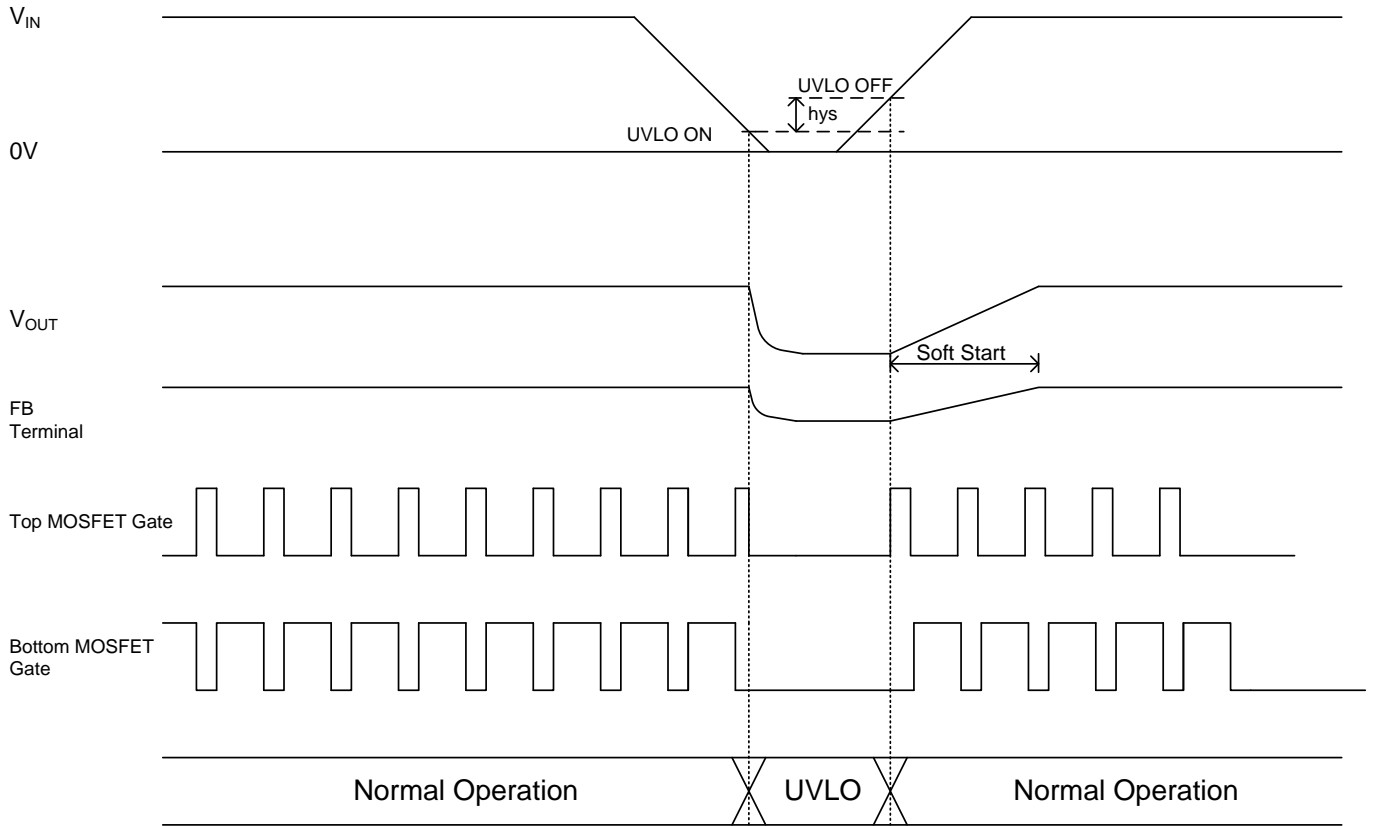 VIN
UVLO OFF
hys
UVLO ON
0V
VOUT
Soft Start
FB
Terminal
Top MOSFET Gate
Bottom MOSFET
Gate
Normal Operation
UVLO
Normal Operation